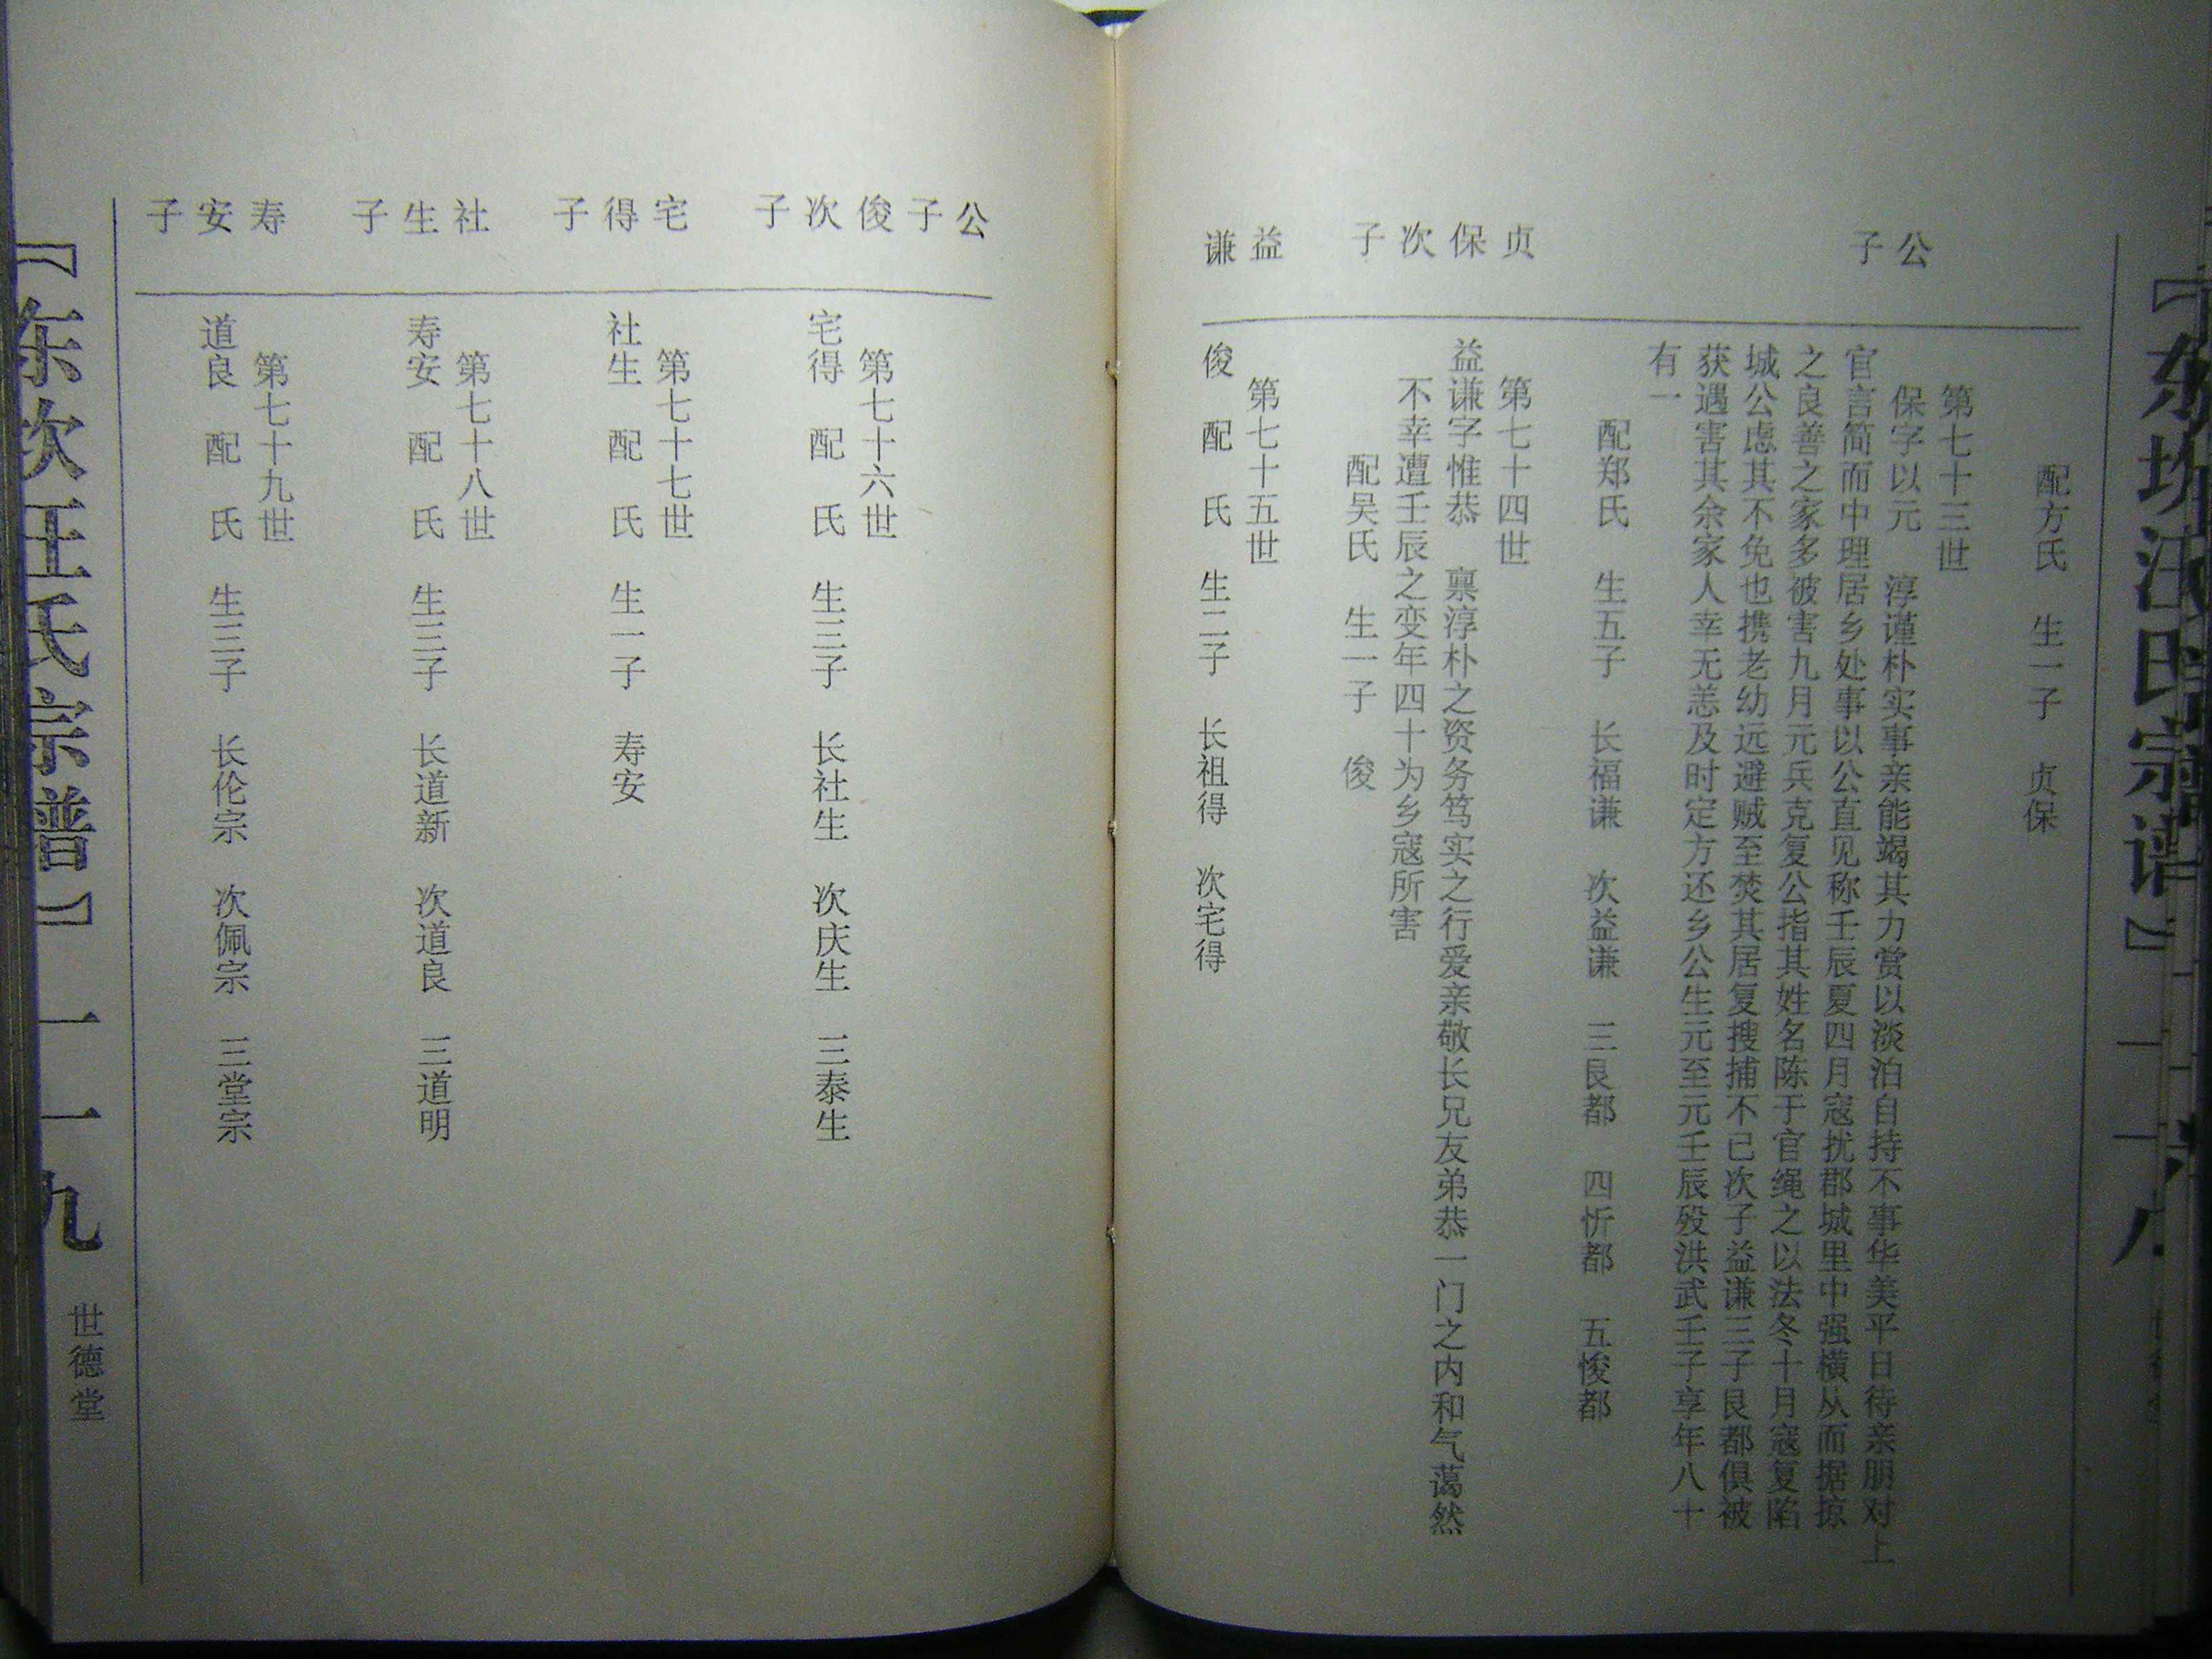 宗谱』一一八
配方氏 生一子 贞保
公子
第七十三世
保字以元 淳谨朴实事亲能竭其力赏以淡泊自持不事华美平日待亲朋对上
官言简而中理居乡处事以公直见称壬辰夏四月寇扰郡城里中强横从而据掠
之良善之家多被害九月元兵克复公指其姓名陈于官绳之以法冬十月寇复陷
城公虑其不免也携老幼远避贼至焚其居复搜捕不已次子益谦三子艮都俱被
获遇害其余家人幸无恙及时定方还乡公生元至元壬辰殁洪武壬子享年八十
有一
配郑氏 生五子 长福谦 次益谦 三艮都 四忻都 五悛都
贞保次子
第七十四世
益谦字惟恭 禀淳朴之资务笃实之行爱亲敬长兄友弟恭一门之内和气蔼然
不幸遭壬辰之变年四十为乡寇所害
配吴氏 生一子 俊
益谦
第七十五世
俊 配 氏 生二子 长祖得 次宅得
公子
俊次子
第七十六世
宅得 配 氏 生三子 长社生 次庆生 三泰生
宅得子
第七十七世
社生 配 氏 生一子 寿安
社生子
第七十八世
寿安 配 氏 生三子 长道新 次道良 三道明
寿安子
第七十九世
道良 配 氏 生三子 长伦宗 次佩宗 三堂宗
『东坎汪氏宗谱』一一九 世德堂